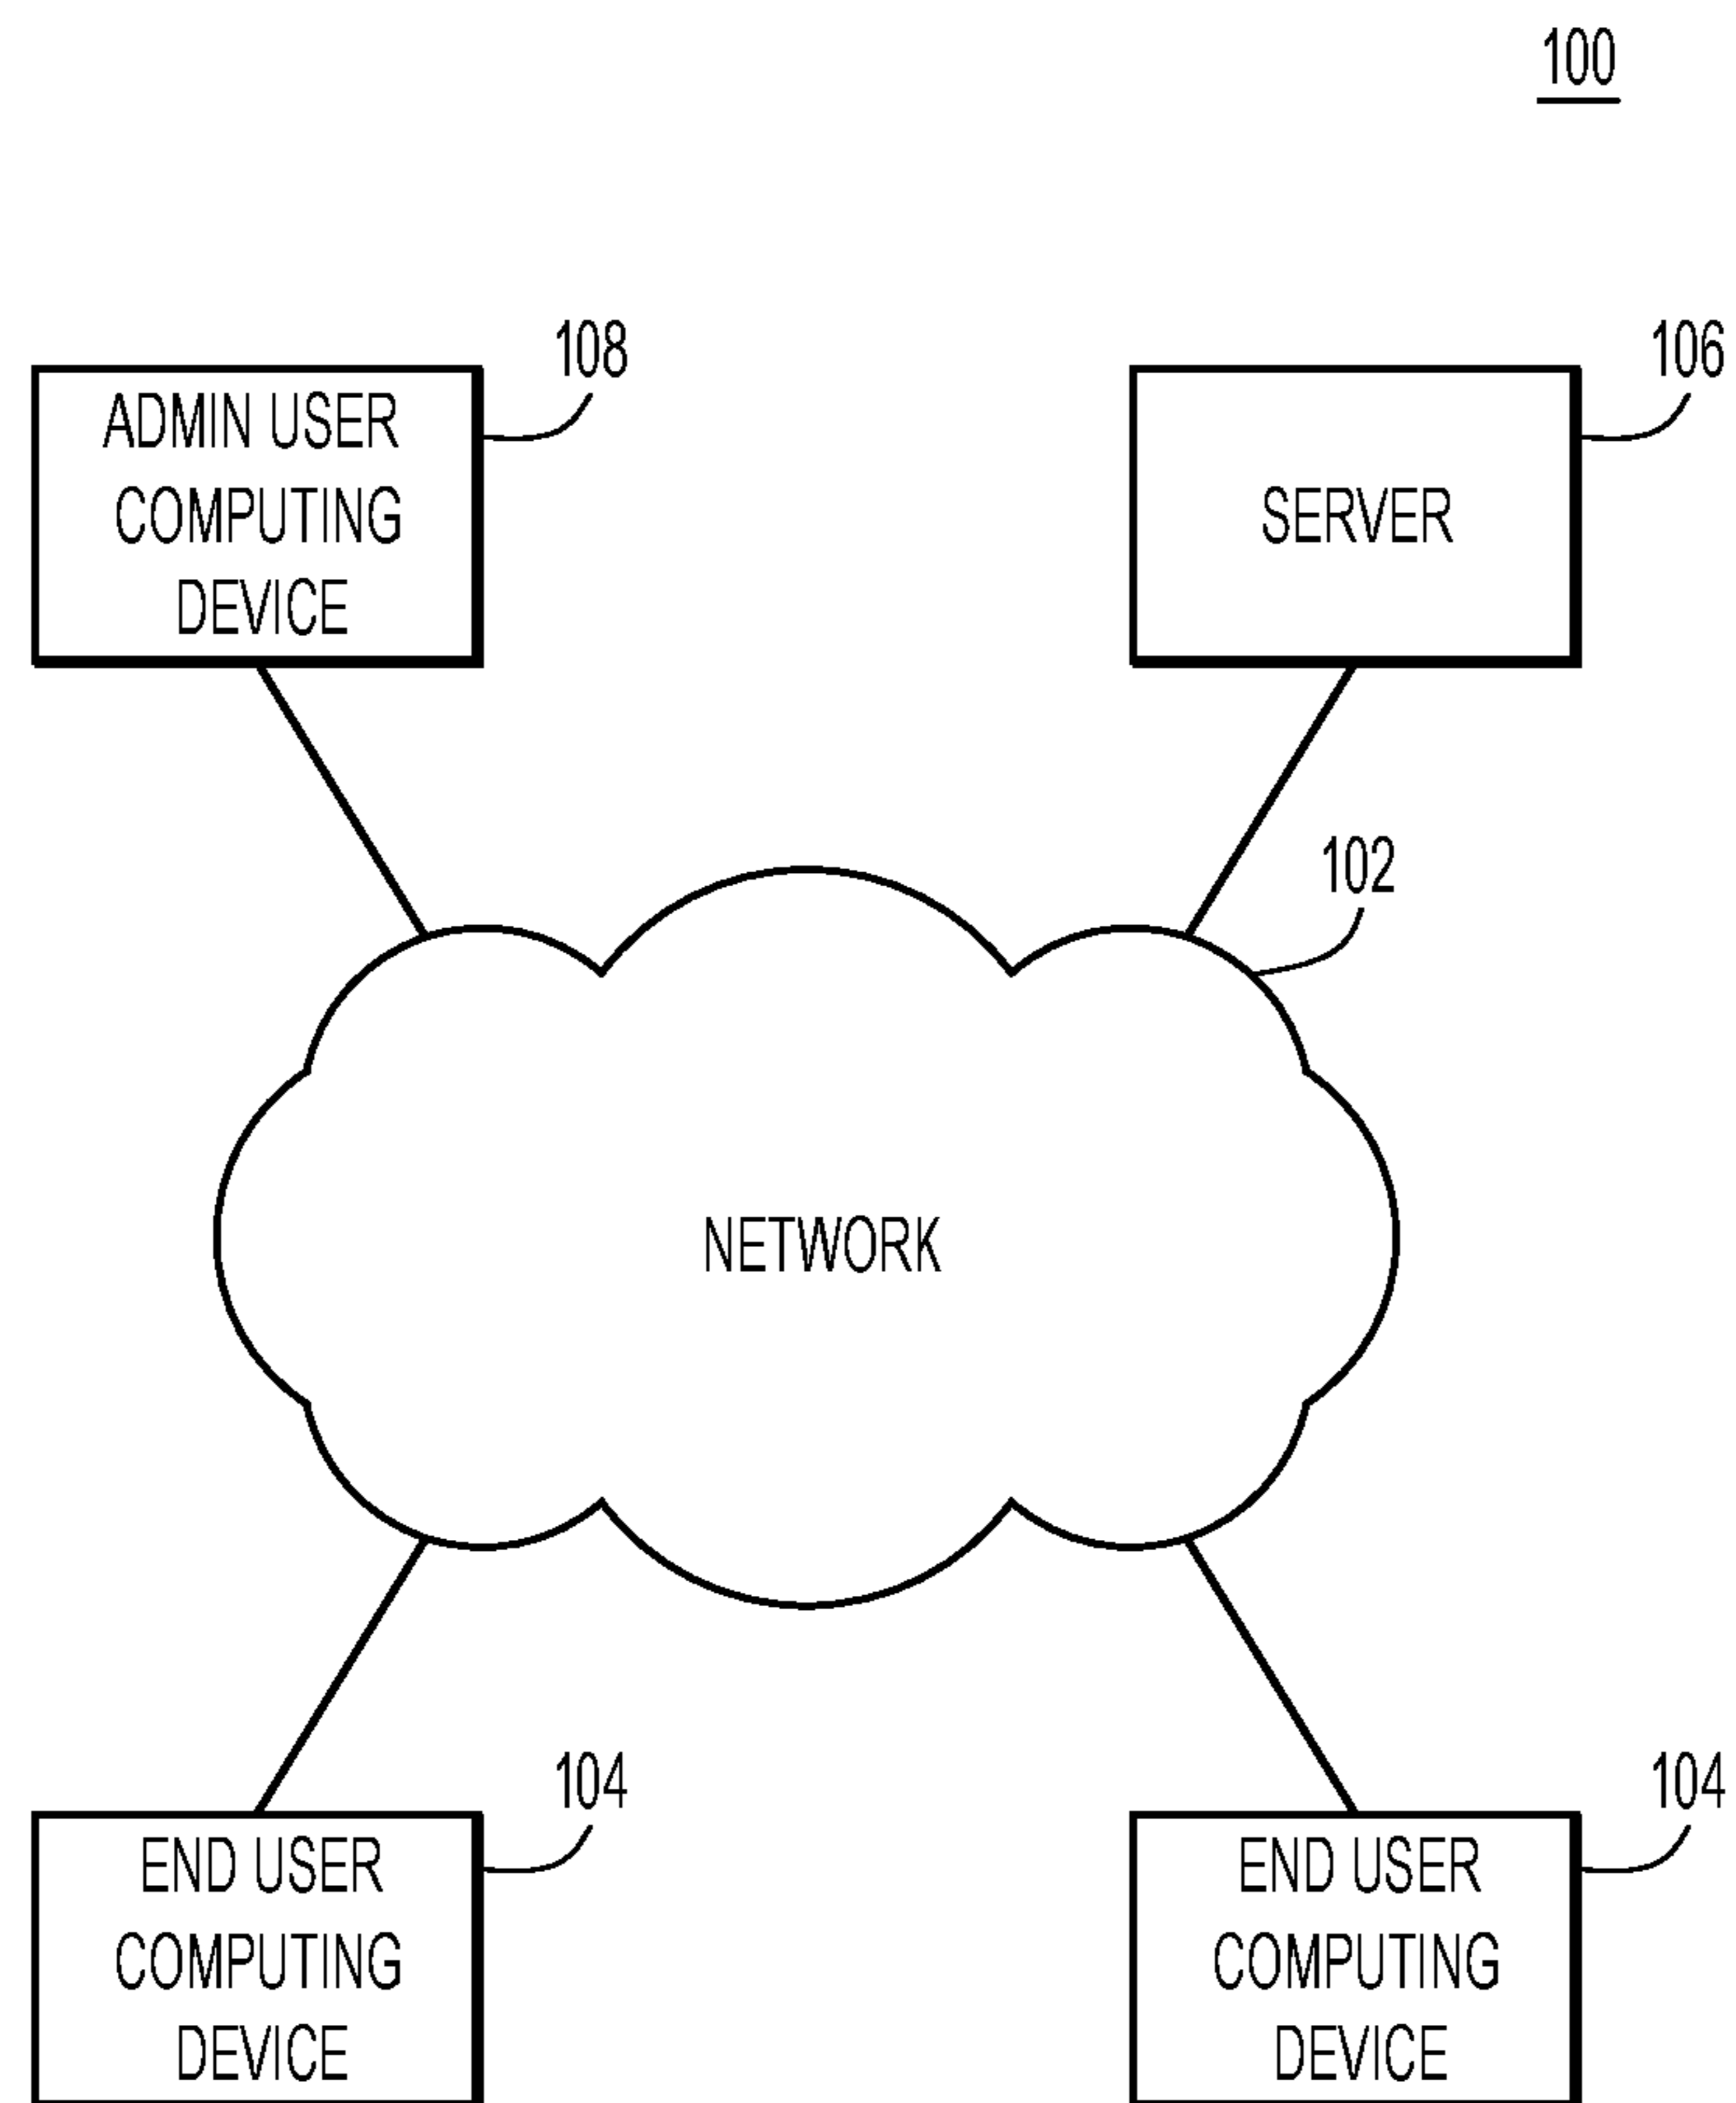 100
108
106
ADMIN USER
COMPUTING
DEVICE
SERVER
102
NETWORK
104
104
END USER
COMPUTING
DEVICE
END USER
COMPUTING
DEVICE